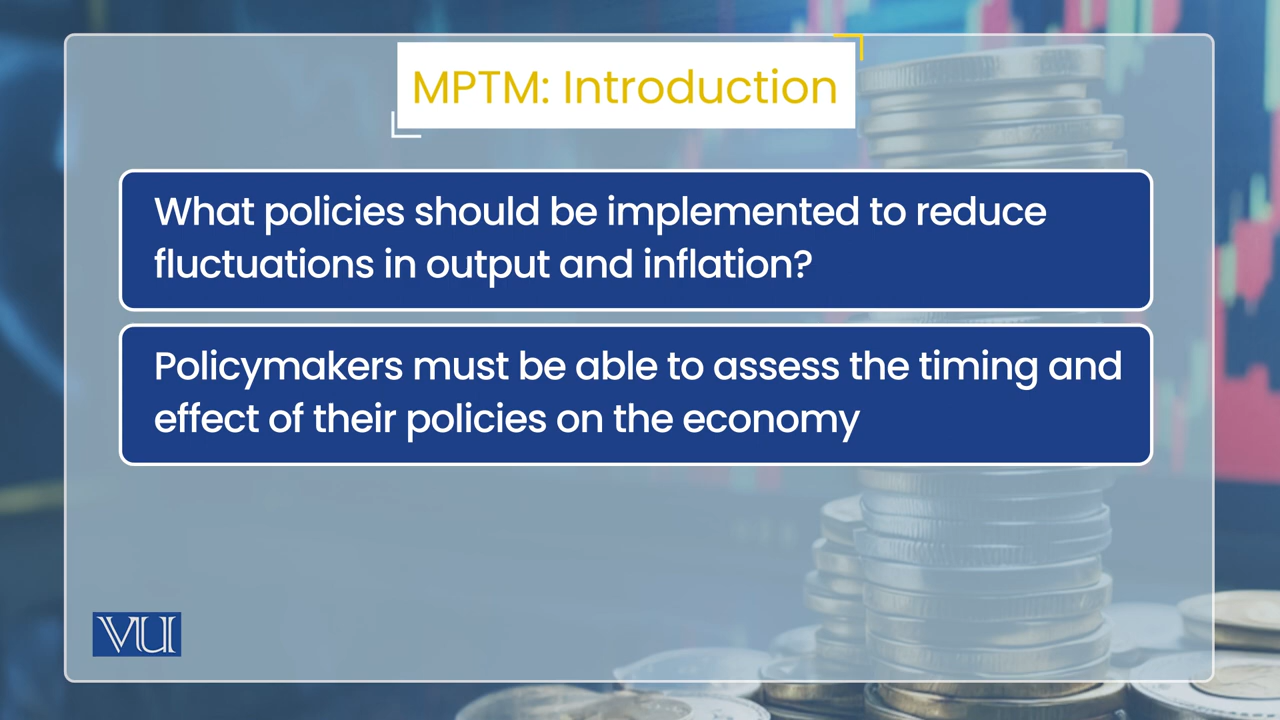 MPTM: Introduction
What policies should be implemented to reduce
fluctuations in output and inflation?
Policymakers must be able to assess the timing and
effect of their policies on the economy
VU